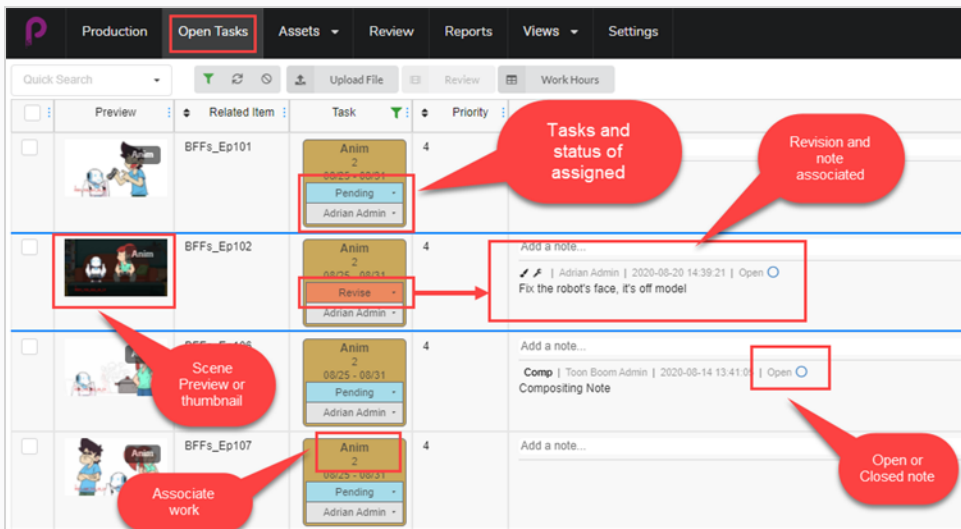 Production Open Tasks Assets Review Reports Views Settings
Quick Search Upload File Review Work Hours
Preview Related Item Task Priority
Anim
BFFs_Ep101
Anim
2
08/25 - 08/31
Pending
Adrian Admin
4
Tasks and
status of
assigned
Revision and
note
associated
Anim
BFFs_Ep102
Anim
2
08/25 - 08/31
Revise
Adrian Admin
4
Add a note...
| Adrian Admin | 2020-08-20 14:39:21 | Open
Fix the robot's face, it's off model
Scene
Preview or
thumbnail
Anim
2
08/25 - 08/31
Pending
Adrian Admin
4
Add a note...
Comp | Toon Boom Admin | 2020-08-14 13:41:05 | Open
Compositing Note
Anim
BFFs_Ep107
Anim
2
08/25 - 08/31
Pending
Adrian Admin
4
Add a note...
Associate
work
Open or
Closed note